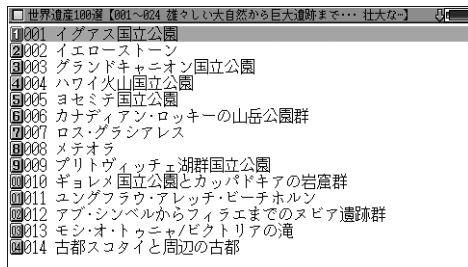 世界遺産100選【001~024 雄々しい大自然から巨大遺跡まで・・・ 壮大な…】
1 001 イグアス国立公園
2 002 イエローストーン
3 003 グランドキャニオン国立公園
4 004 ハワイ火山国立公園
5 005 ヨセミテ国立公園
6 006 カナディアン・ロッキーの山岳公園群
7 007 ロス・グラシアレス
8 008 メテオラ
9 009 プリトヴィッチェ湖群国立公園
00 010 ギョレメ国立公園とカッパドキアの岩窟群
01 011 ユングフラウ・アレッチ・ビーチホルン
02 012 アブ・シンベルからフィラエまでのヌビア遺跡群
03 013 モシ・オ・トゥニャ/ビクトリアの滝
04 014 古都スコタイと周辺の古都